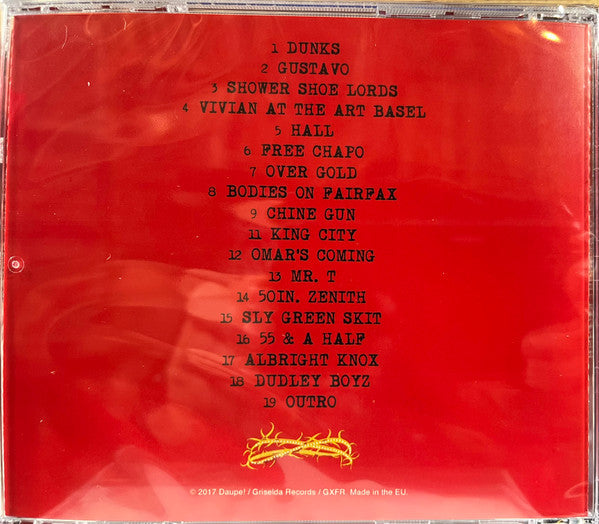 1 DUNKS
2 GUSTAVO
3 SHOWER SHOE LORDS
4 VIVIAN AT THE ART BASEL
5 HALL
6 FREE CHAPO
7 OVER GOLD
8 BODIES ON FAIRFAX
9 CHINE GUN
11 KING CITY
12 OMAR'S COMING
13 MR. T
14 50IN. ZENITH
15 SLY GREEN SKIT
16 55 & A HALF
17 ALBRIGHT KNOX
18 DUDLEY BOYZ
19 OUTRO
© 2017 Daupe! / Griselda Records / GXFR. Made in the EU.